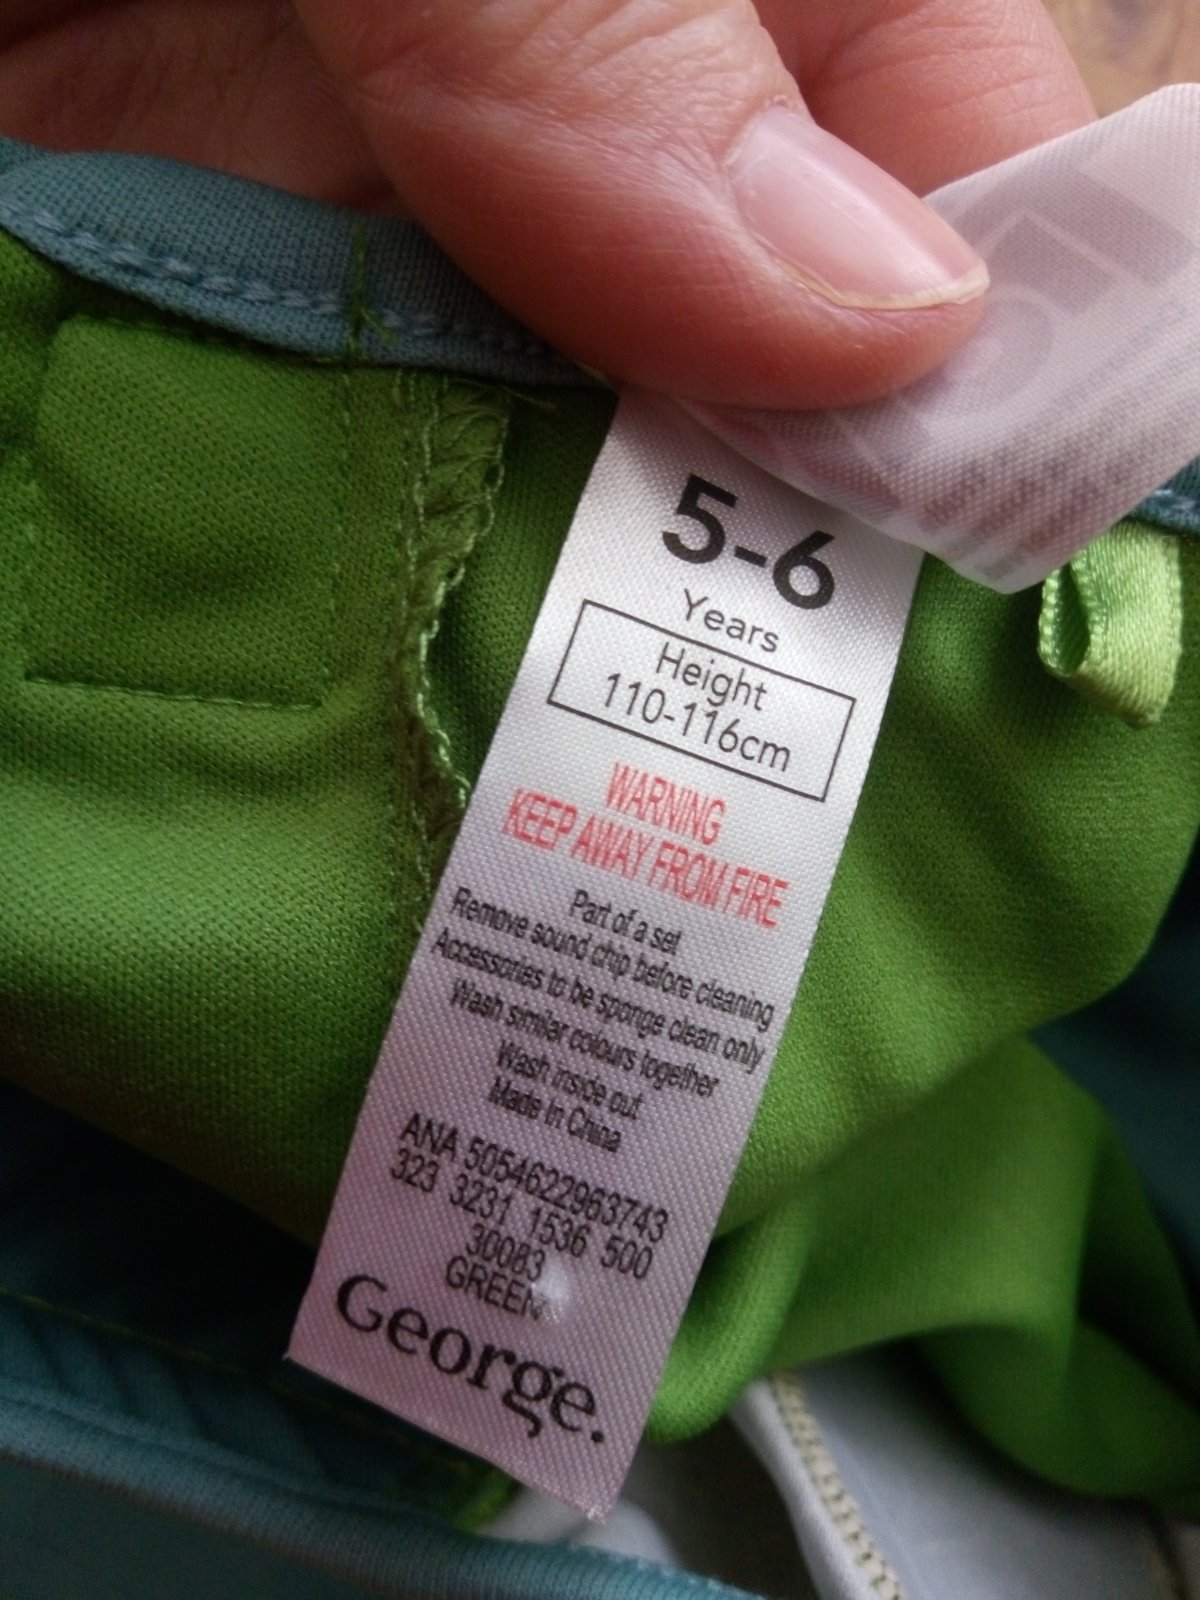 5-6
Years
Height
110-116cm
WARNING
KEEP AWAY FROM FIRE
Part of a set
Remove sound chip before cleaning
Accessories to be sponge clean only
Wash similar colours together
Wash inside out
Made in China
ANA 5054622963743
323 3231 1536 500
30083
GREEN
George.